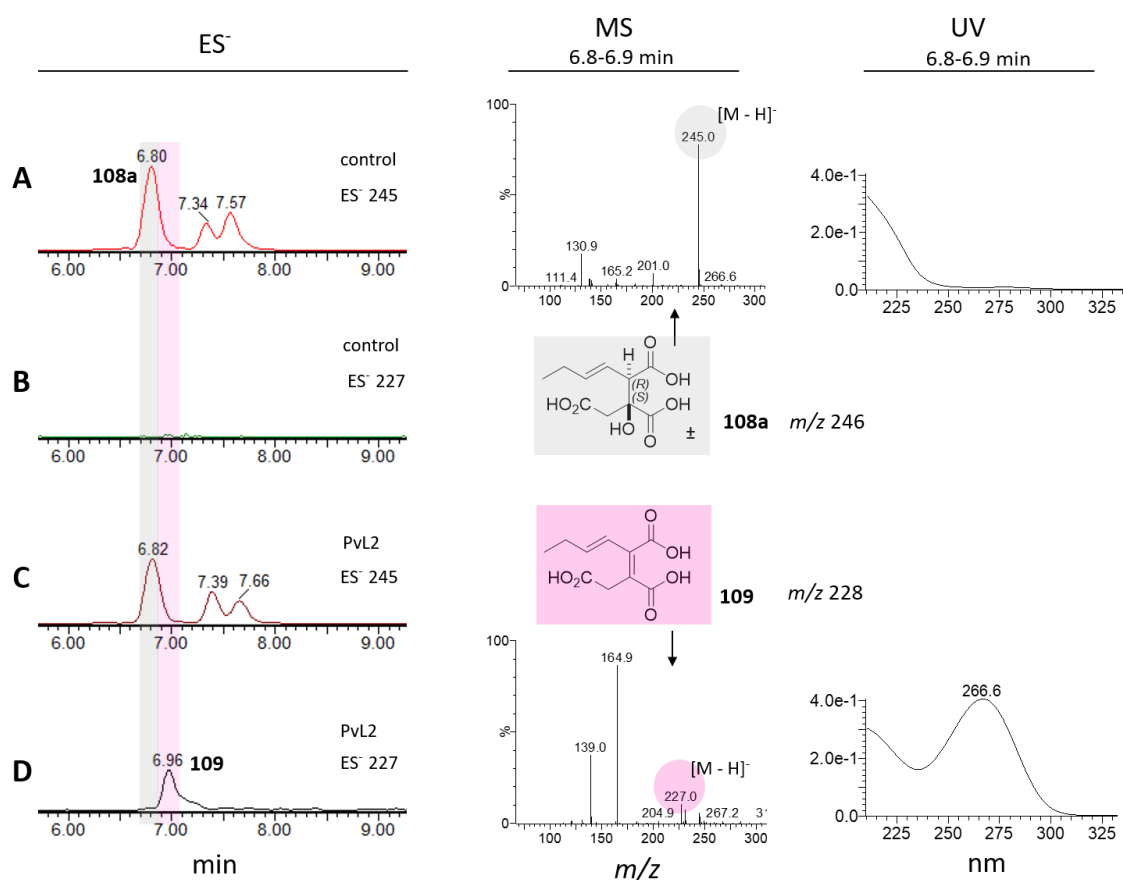 ES⁻
MS
6.8-6.9 min
UV
6.8-6.9 min
A
108a
6.80
7.34
7.57
control
ES⁻ 245
6.00 7.00 8.00 9.00
100
%
0
[M - H]⁻
245.0
130.9
111.4
165.2
201.0
266.6
100 150 200 250 300
4.0e-1
2.0e-1
0.0
225 250 275 300 325
B
control
ES⁻ 227
6.00 7.00 8.00 9.00
H
O
OH
(R)
(S)
HO₂C
OH
HO
O
±
108a m/z 246
C
6.82
7.39
7.66
PvL2
ES⁻ 245
6.00 7.00 8.00 9.00
O
OH
HO₂C
OH
O
109 m/z 228
D
6.96
109
PvL2
ES⁻ 227
6.00 7.00 8.00 9.00
min
100
%
0
164.9
139.0
[M - H]⁻
227.0
204.9
267.2
100 150 200 250 300
m/z
4.0e-1
2.0e-1
0.0
266.6
225 250 275 300 325
nm